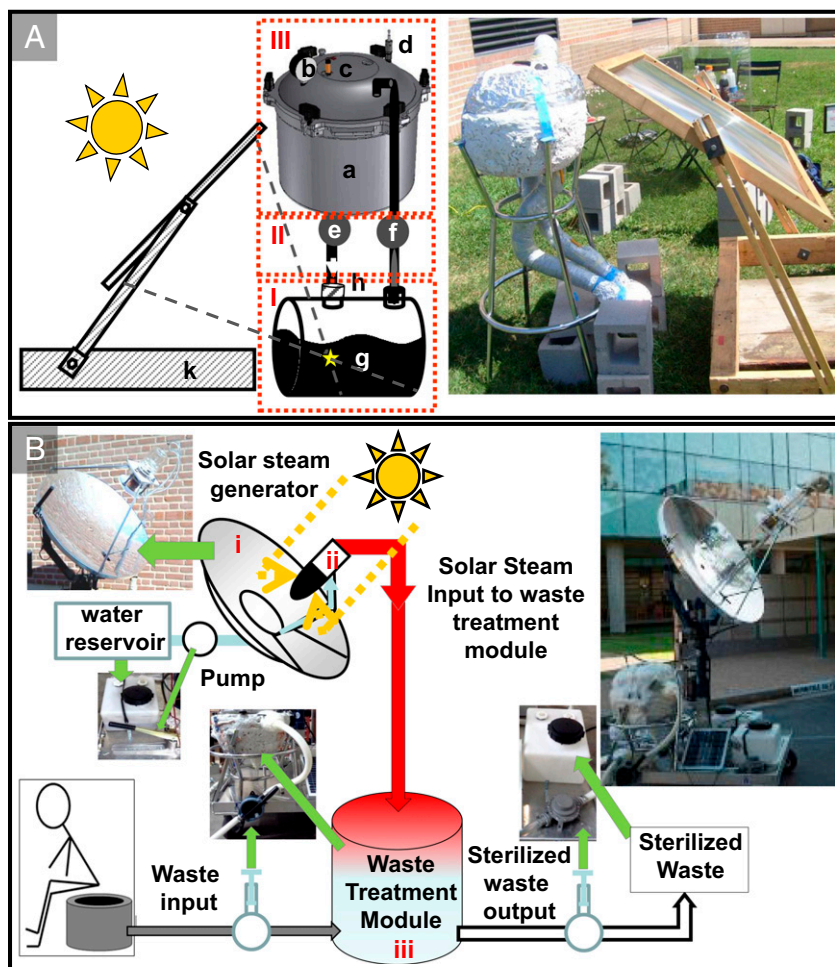 A
III
b
c
d
a
II
e
f
I
h
g
k
B
Solar steam
generator
i
ii
Solar Steam
Input to waste
treatment
module
water
reservoir
Pump
Waste
input
Waste
Treatment
Module
iii
Sterilized
waste
output
Sterilized
Waste